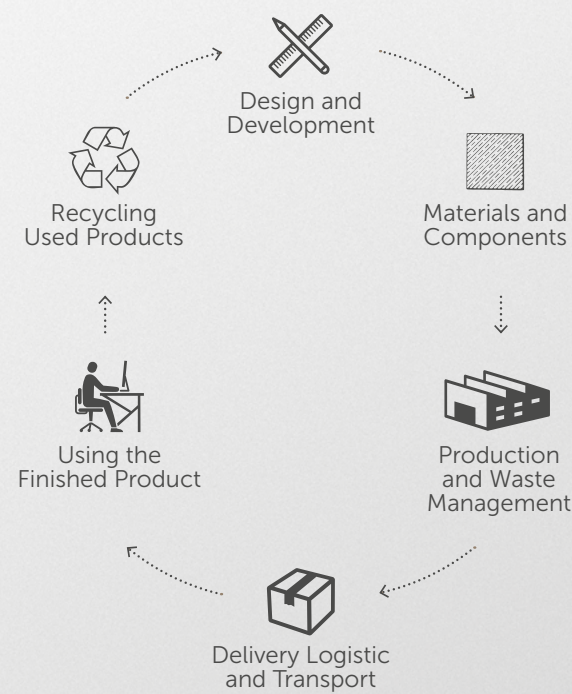 Design and
Development
Materials and
Components
Production
and Waste
Management
Delivery Logistic
and Transport
Using the
Finished Product
Recycling
Used Products